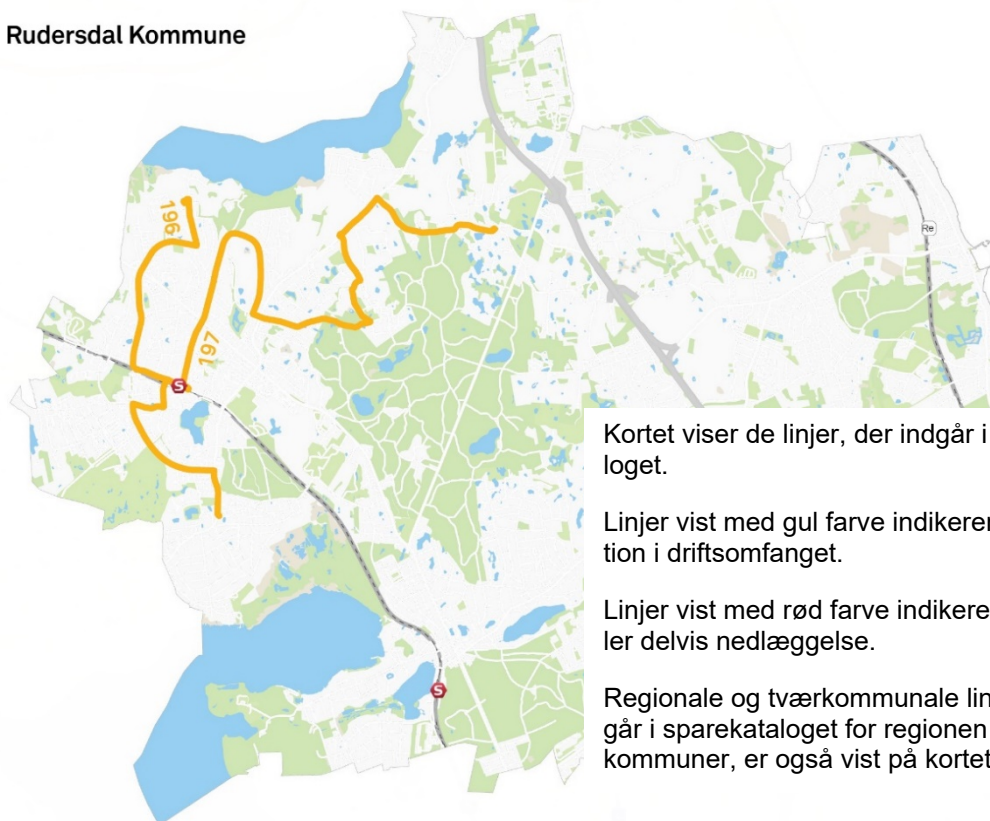 Rudersdal Kommune
196
197
Re
S
S
Kortet viser de linjer, der indgår i
loget.
Linjer vist med gul farve indikerer
tion i driftsomfanget.
Linjer vist med rød farve indikere
ler delvis nedlæggelse.
Regionale og tværkommunale lin
går i sparekataloget for regionen
kommuner, er også vist på kortet